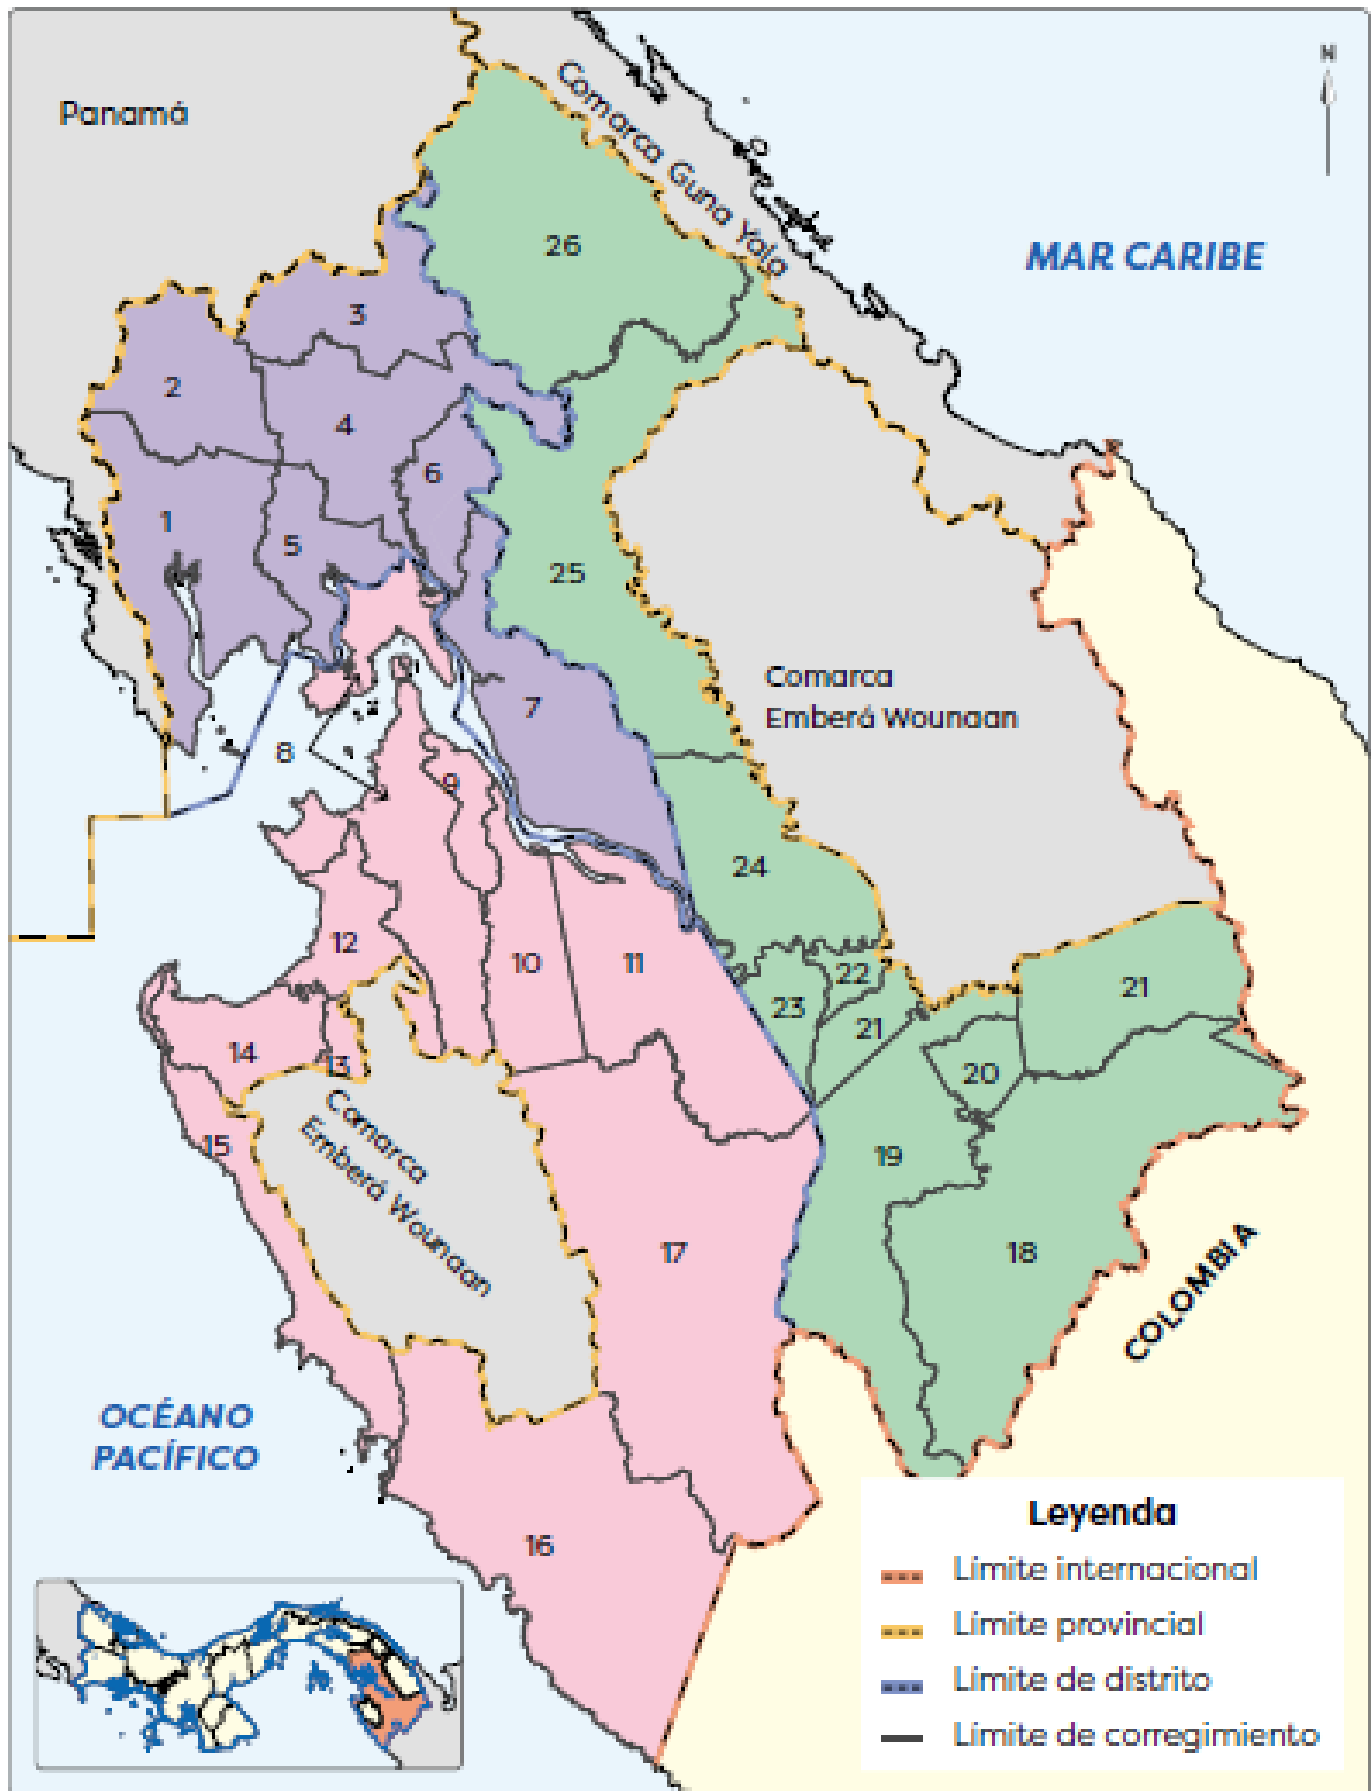 N
Panamá
Comarca Guna Yala
MAR CARIBE
26
3
2
4
6
1
5
25
Comarca
Emberá Wounaan
7
8
9
24
12
10
11
22
21
23
21
14
13
20
Comarca
Emberá Wounaan
15
19
17
18
COLOMBIA
OCÉANO
PACÍFICO
16
Leyenda
Límite internacional
Límite provincial
Límite de distrito
Límite de corregimiento